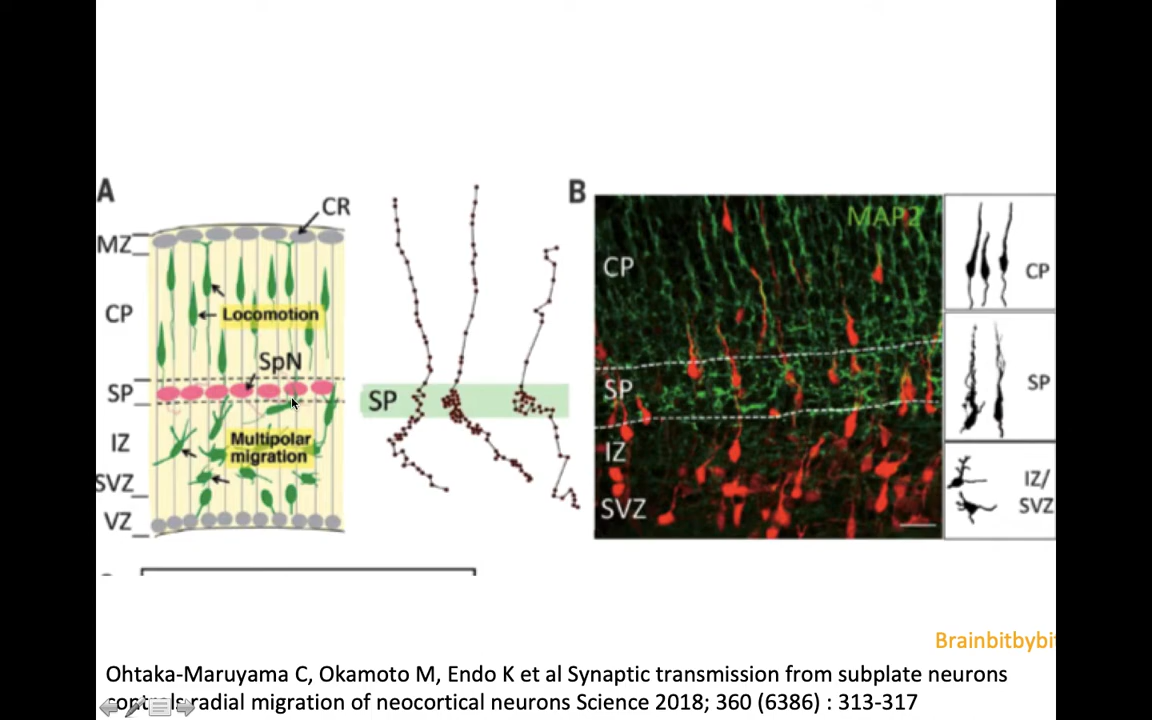 A
CR
MZ
CP
Locomotion
SpN
SP
IZ
Multipolar
migration
SVZ
VZ
SP
B
MAP2
CP
SP
IZ
SVZ
CP
SP
IZ/
SVZ
Brainbitbybi
Ohtaka-Maruyama C, Okamoto M, Endo K et al Synaptic transmission from subplate neurons
controls radial migration of neocortical neurons Science 2018; 360 (6386) : 313-317